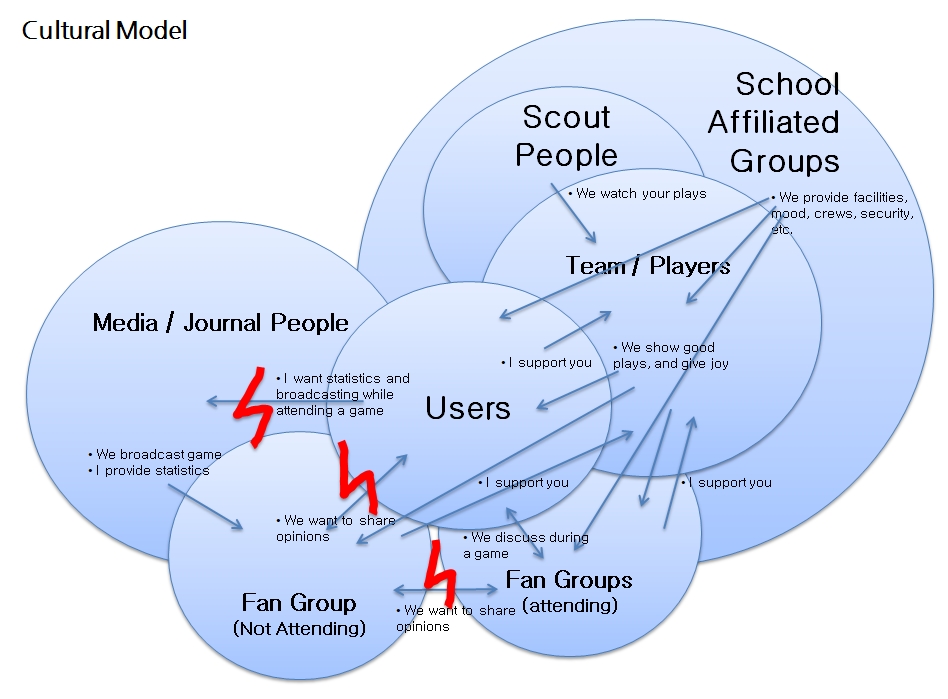 Cultural Model
School
Affiliated
Groups
Scout
People
• We watch your plays
• We provide facilities,
mood, crews, security,
etc.
Team / Players
Media / Journal People
• I support you
• We show good
plays, and give joy
• I want statistics and
broadcasting while
attending a game
Users
• We broadcast game
• I provide statistics
• I support you
• I support you
• We want to share
opinions
• We discuss during
a game
Fan Groups
(attending)
Fan Group
(Not Attending)
• We want to share
opinions